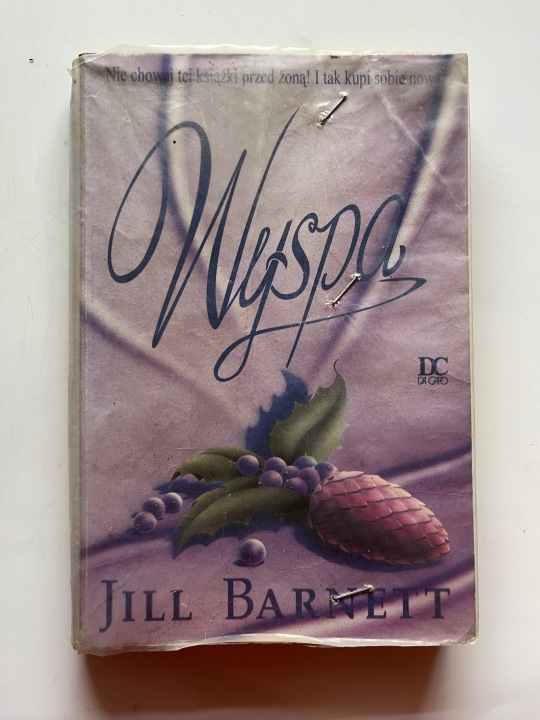 Nie chowaj tej książki przed żoną! I tak kupi sobie nową
Wyspa
DC
DA CAPO
JILL BARNETT